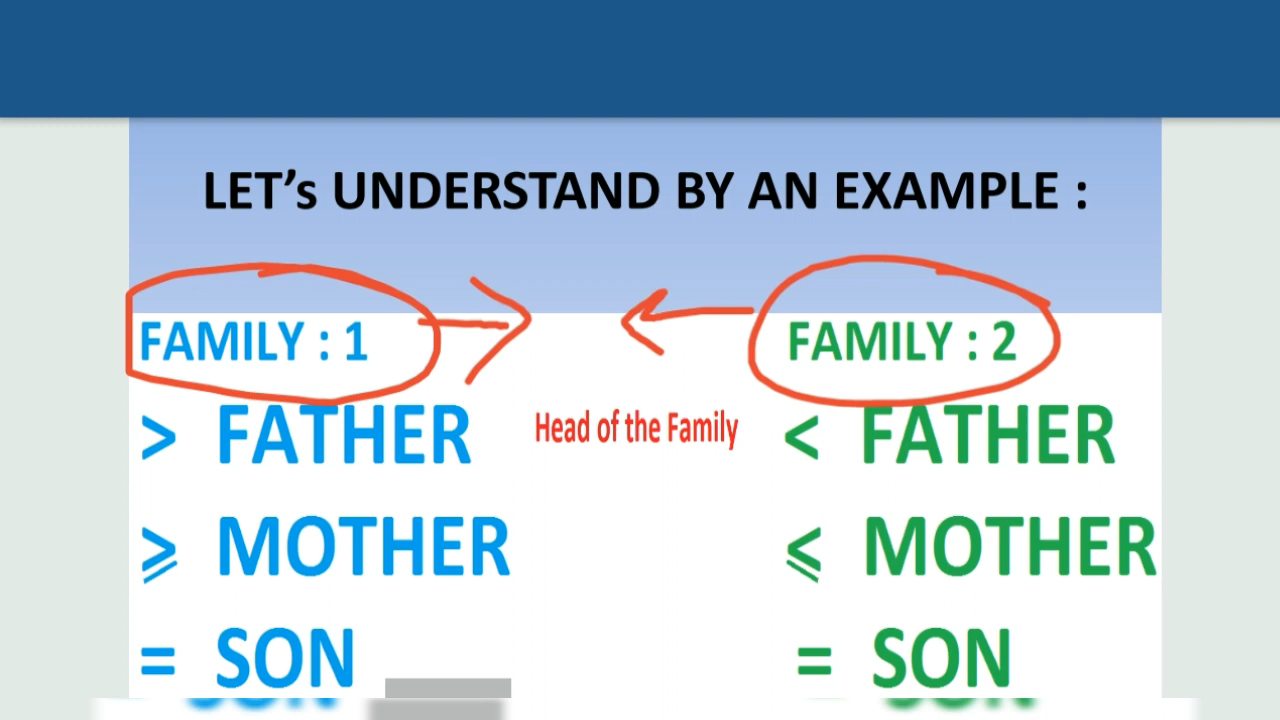 LET’s UNDERSTAND BY AN EXAMPLE :
FAMILY : 1
FAMILY : 2
> FATHER
Head of the Family
< FATHER
⩾ MOTHER
⩽ MOTHER
= SON
= SON